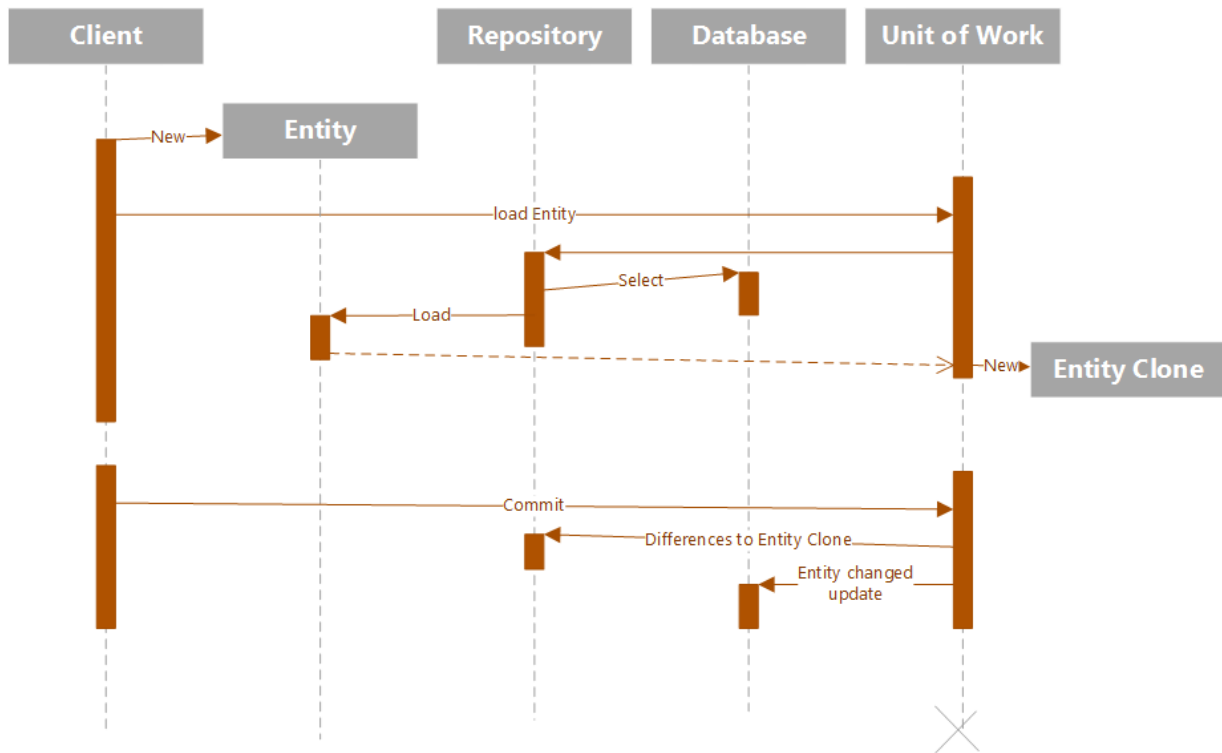 Client
Repository
Database
Unit of Work
New
Entity
load Entity
Select
Load
New
Entity Clone
Commit
Differences to Entity Clone
Entity changed
update